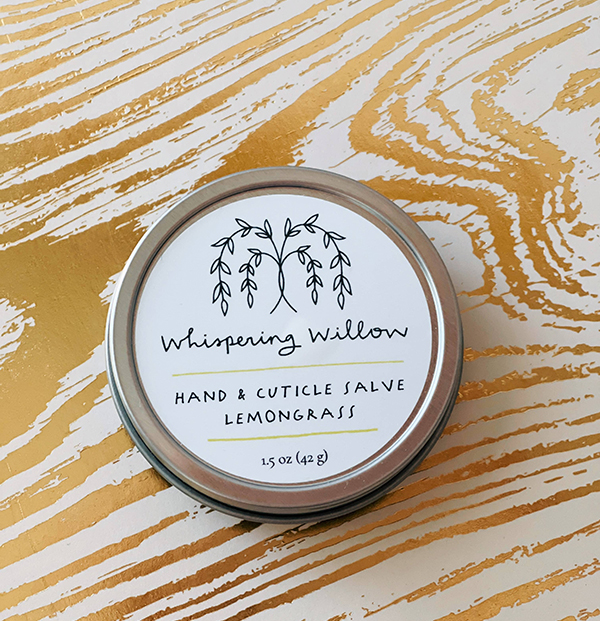 Whispering Willow
HAND & CUTICLE SALVE
LEMONGRASS
1.5 oz (42 g)